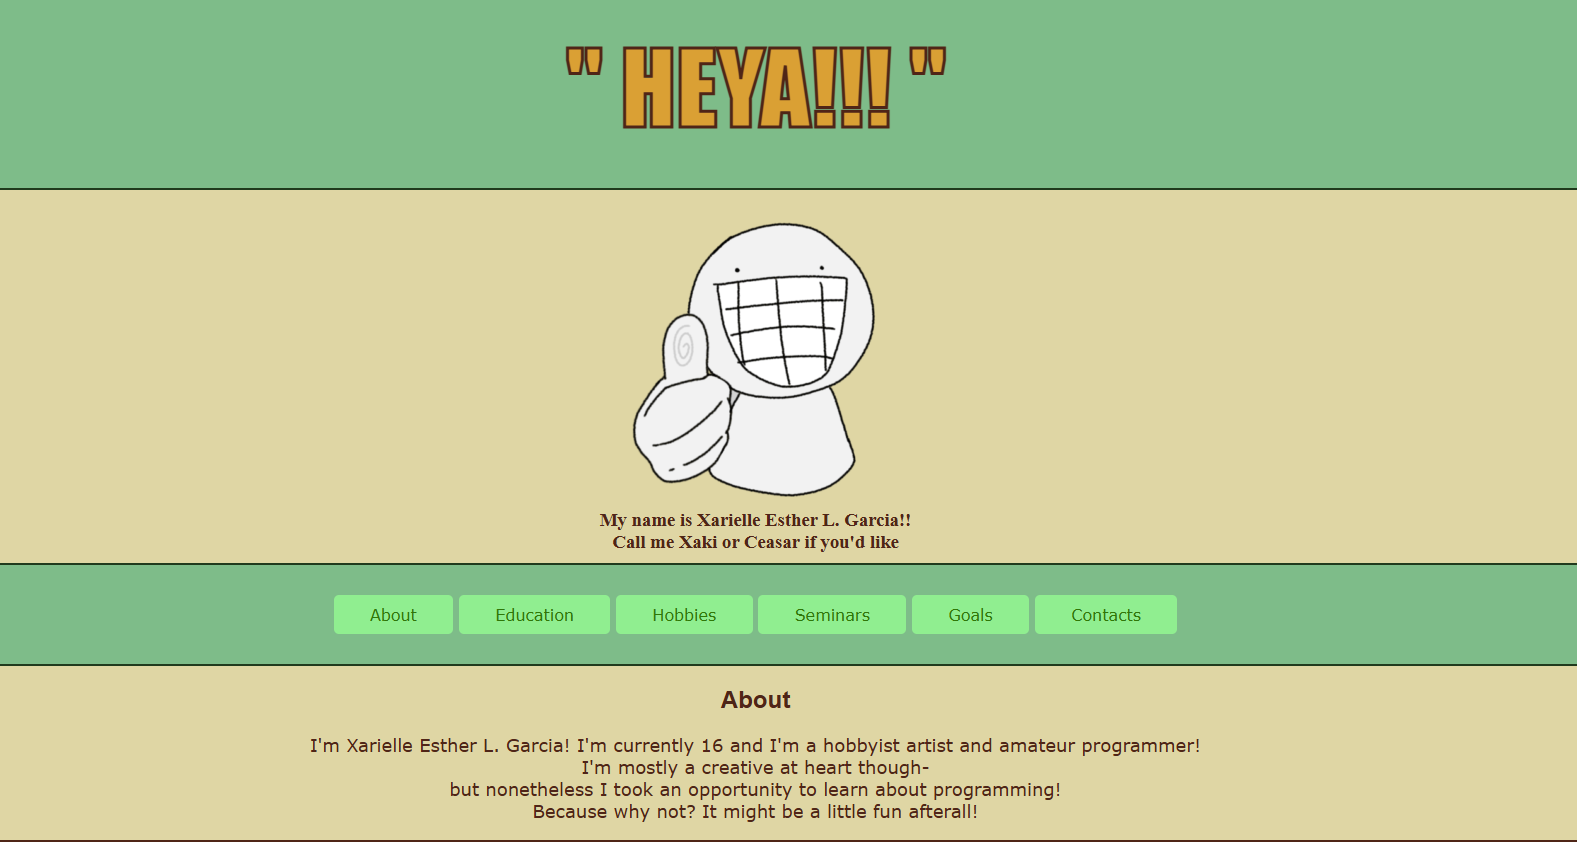 " HEYA!!! "
My name is Xarielle Esther L. Garcia!!
Call me Xaki or Ceasar if you'd like
About Education Hobbies Seminars Goals Contacts
About
I'm Xarielle Esther L. Garcia! I'm currently 16 and I'm a hobbyist artist and amateur programmer!
I'm mostly a creative at heart though-
but nonetheless I took an opportunity to learn about programming!
Because why not? It might be a little fun afterall!